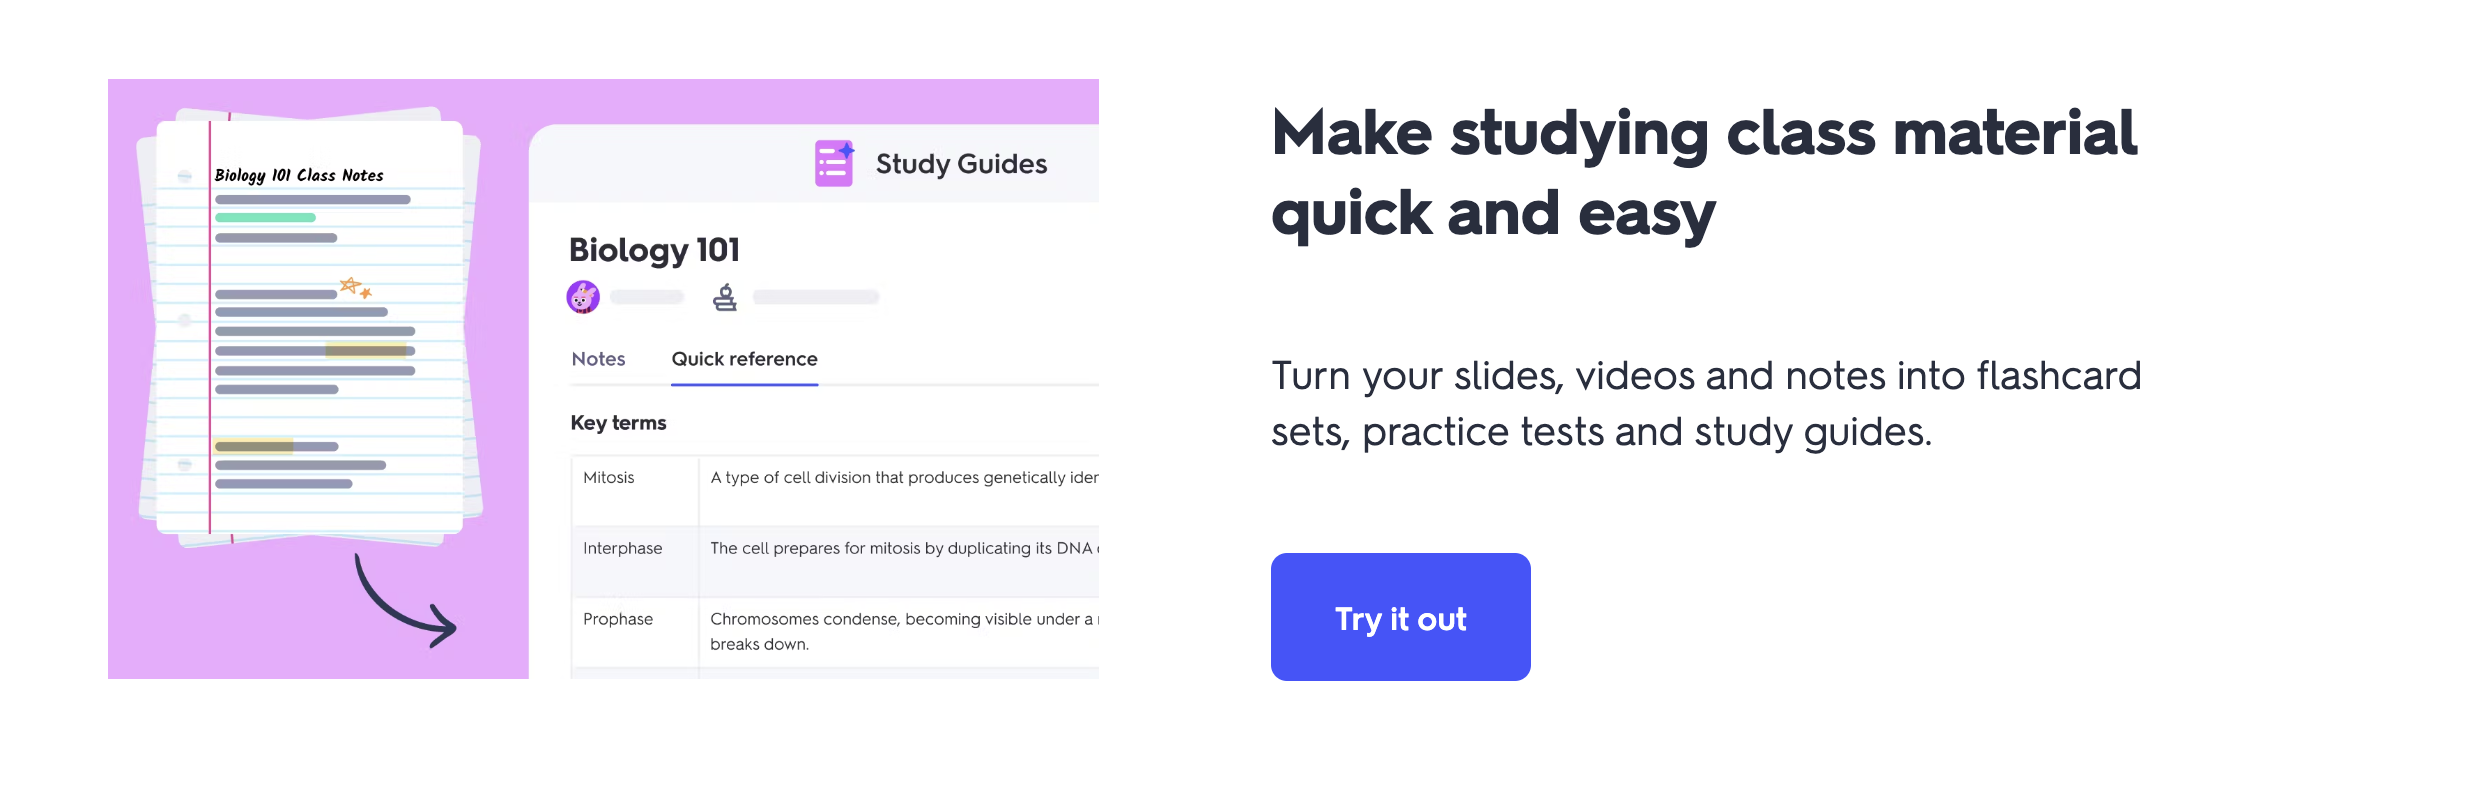 Biology 101 Class Notes
Study Guides
Biology 101
Notes Quick reference
Key terms
Mitosis A type of cell division that produces genetically
Interphase The cell prepares for mitosis by duplicating its DNA
Prophase Chromosomes condense, becoming visible under a
breaks down.
Make studying class material
quick and easy
Turn your slides, videos and notes into flashcard
sets, practice tests and study guides.
Try it out